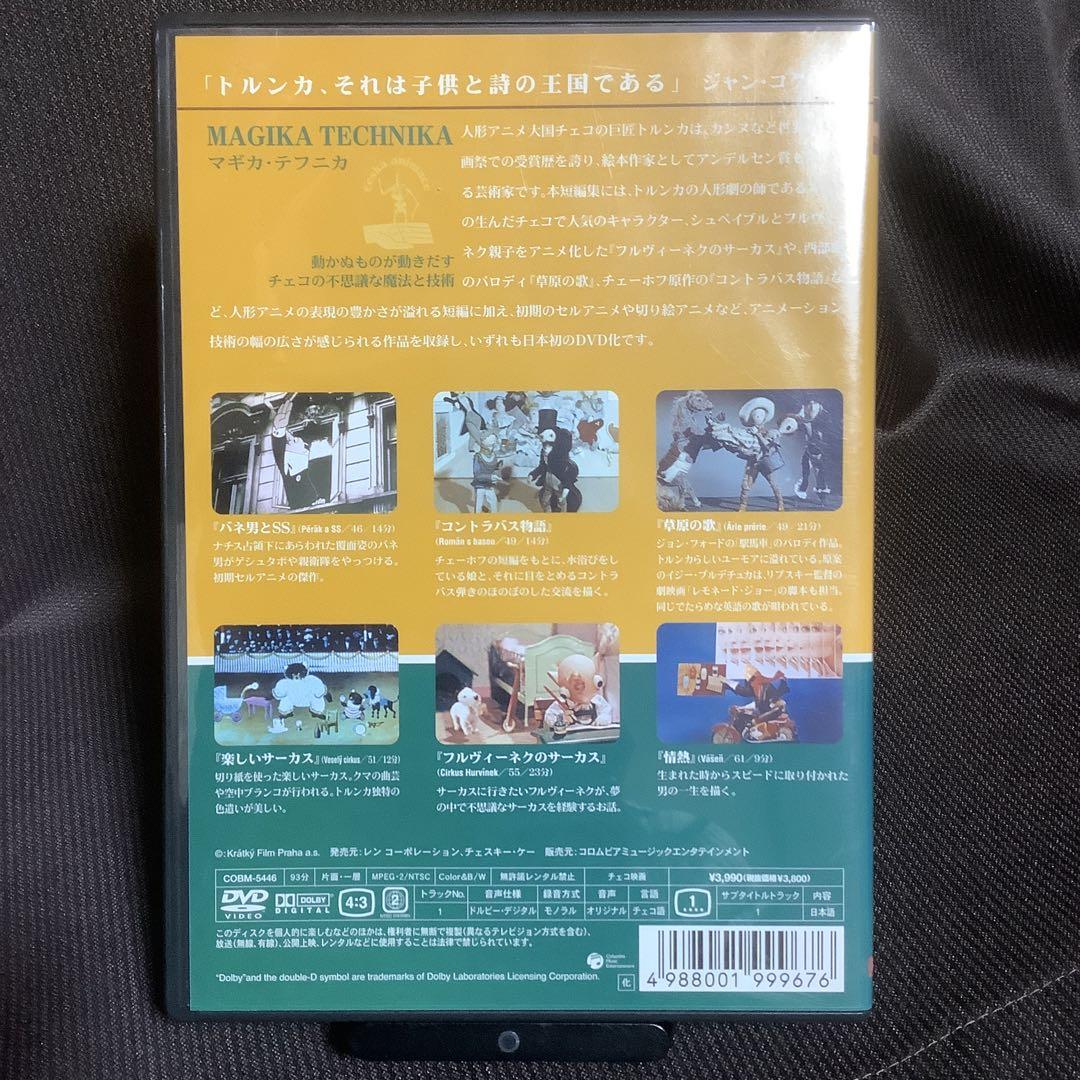 「トルンカ、それは子供と詩の王国である」 ジャン・コク
MAGIKA TECHNIKA
マギカ・テフニカ
動かぬものが動きだす
チェコの不思議な魔法と技術
人形アニメ大国チェコの巨匠トルンカは、カンヌなど世界
画祭での受賞歴を誇り、絵本作家としてアンデルセン賞も
る芸術家です。本短編集には、トルンカの人形劇の師である
の生んだチェコで人気のキャラクター、シュペイブルとフルヴィ
ネク親子をアニメ化した『フルヴィーネクのサーカス』や、西部
のパロディ『草原の歌』、チェーホフ原作の『コントラバス物語』な
ど、人形アニメの表現の豊かさが溢れる短編に加え、初期のセルアニメや切り絵アニメなど、アニメーション
技術の幅の広さが感じられる作品を収録し、いずれも日本初のDVD化です。
『バネ男とSS』(Pérák a SS／46／14分)
ナチス占領下にあらわれた覆面姿のバネ
男がゲシュタポや親衛隊をやっつける。
初期セルアニメの傑作。
『コントラバス物語』
(Román s basou／49／14分)
チェーホフの短編をもとに、水浴びをし
ている娘と、それに目をとめるコントラ
バス弾きのほのぼのした交流を描く。
『草原の歌』(Árie prérie／49／21分)
ジョン・フォードの「駅馬車」のパロディ作品。
トルンカらしいユーモアに溢れている。原案
のイジー・ブルデチュカは、リプスキー監督の
劇映画「レモネード・ジョー」の脚本も担当。
同じでたらめな英語の歌が唄われている。
『楽しいサーカス』(Veselý cirkus／51／12分)
切り紙を使った楽しいサーカス。クマの曲芸
や空中ブランコが行われる。トルンカ独特の
色遣いが美しい。
『フルヴィーネクのサーカス』
(Cirkus Hurvínek／55／23分)
サーカスに行きたいフルヴィーネクが、夢
の中で不思議なサーカスを経験するお話。
『情熱』(Vášeň／61／9分)
生まれた時からスピードに取り付かれた
男の一生を描く。
©: Krátký Film Praha a.s. 発売元：レン コーポレーション、チェスキー・ケー 販売元：コロムビアミュージックエンタテインメント
COBM-5446 93分 片面・一層 MPEG-2/NTSC Color&B/W 無許諾レンタル禁止 チェコ映画 ¥3,990(税抜価格¥3,800)
DVD VIDEO DOLBY DIGITAL 4:3 2
トラックNo. 音声仕様 録音方式 音声 言語 サブタイトルトラック 内容
1 ドルビー・デジタル モノラル オリジナル チェコ語 1 1 日本語
このディスクを個人的に楽しむなどのほかは、権利者に無断で複製(異なるテレビジョン方式を含む)、
放送(無線、有線)、公開上映、レンタルなどに使用することは法律で禁じられています。
"Dolby"and the double-D symbol are trademarks of Dolby Laboratories Licensing Corporation.
Columbia Music Entertainment
化
4 988001 999676